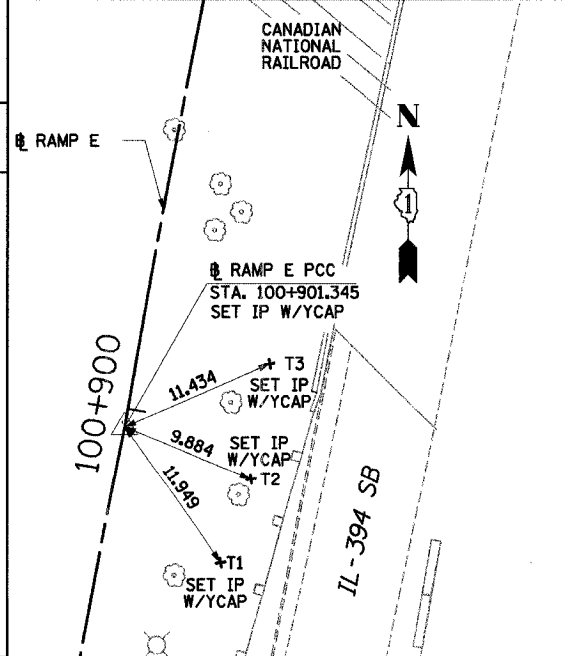 CANADIAN
NATIONAL
RAILROAD
N
1
℄ RAMP E
℄ RAMP E PCC
STA. 100+901.345
SET IP W/YCAP
100+900
11.434
T3
SET IP
W/YCAP
9.884
SET IP
W/YCAP
T2
11.949
T1
SET IP
W/YCAP
IL-394 SB